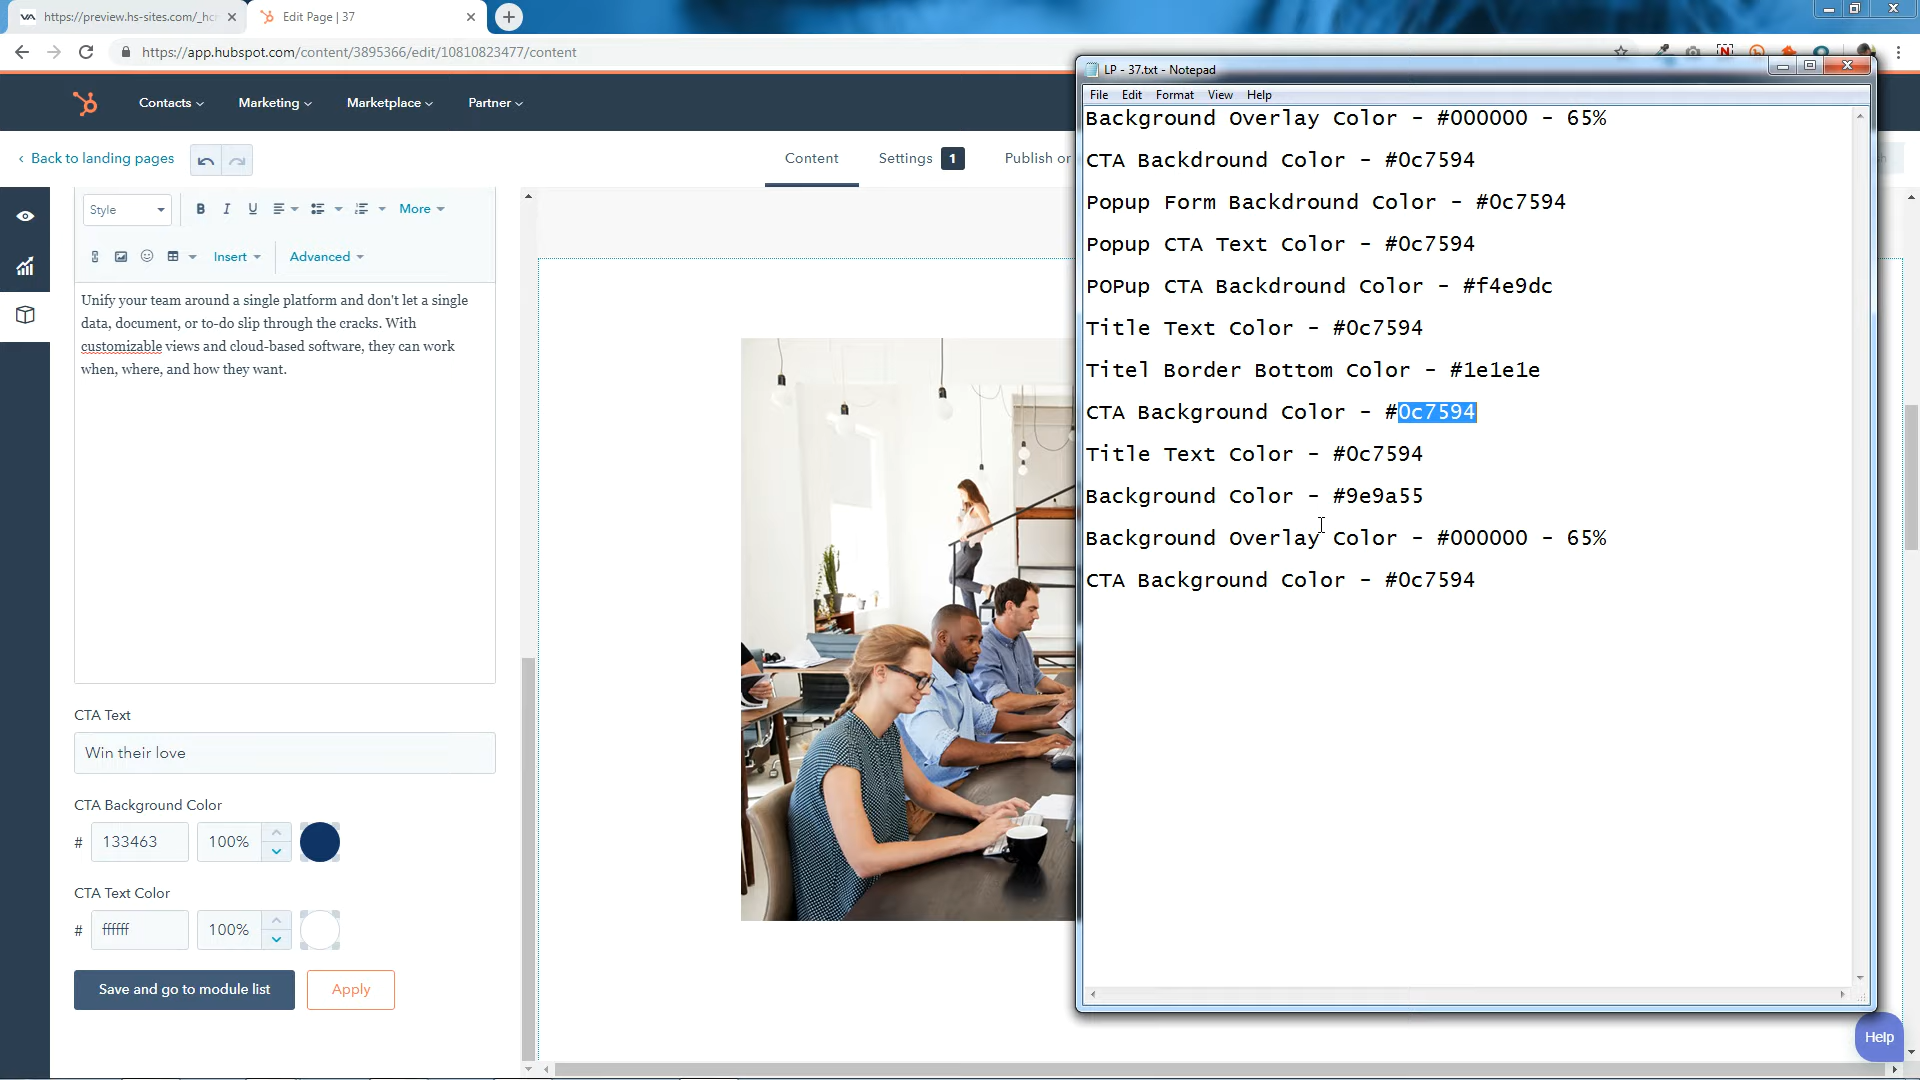 https://preview.hs-sites.com/_hc
Edit Page | 37
https://app.hubspot.com/content/3895366/edit/10810823477/content
Contacts
Marketing
Marketplace
Partner
Back to landing pages
Content
Settings 1
Publish or
Style
B I U
More
Insert
Advanced
Unify your team around a single platform and don't let a single
data, document, or to-do slip through the cracks. With
customizable views and cloud-based software, they can work
when, where, and how they want.
CTA Text
Win their love
CTA Background Color
# 133463 100%
CTA Text Color
# ffffff 100%
Save and go to module list
Apply
LP - 37.txt - Notepad
File Edit Format View Help
Background Overlay Color - #000000 - 65%
CTA Backdround Color - #0c7594
Popup Form Backdround Color - #0c7594
Popup CTA Text Color - #0c7594
POPup CTA Backdround Color - #f4e9dc
Title Text Color - #0c7594
Titel Border Bottom Color - #1e1e1e
CTA Background Color - #0c7594
Title Text Color - #0c7594
Background Color - #9e9a55
Background Overlay Color - #000000 - 65%
CTA Background Color - #0c7594
Help